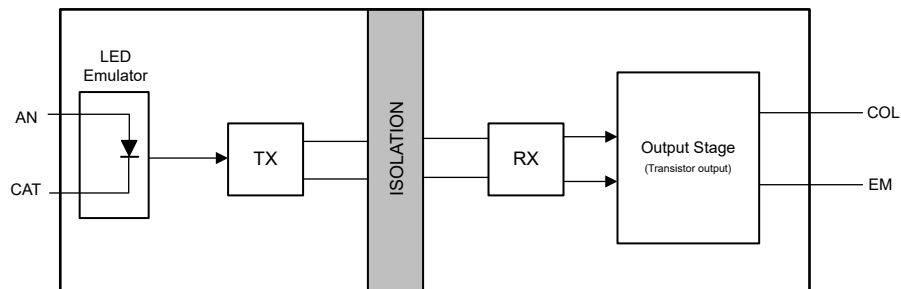 LED
Emulator
AN
CAT
TX
ISOLATION
RX
Output Stage
(Transistor output)
COL
EM